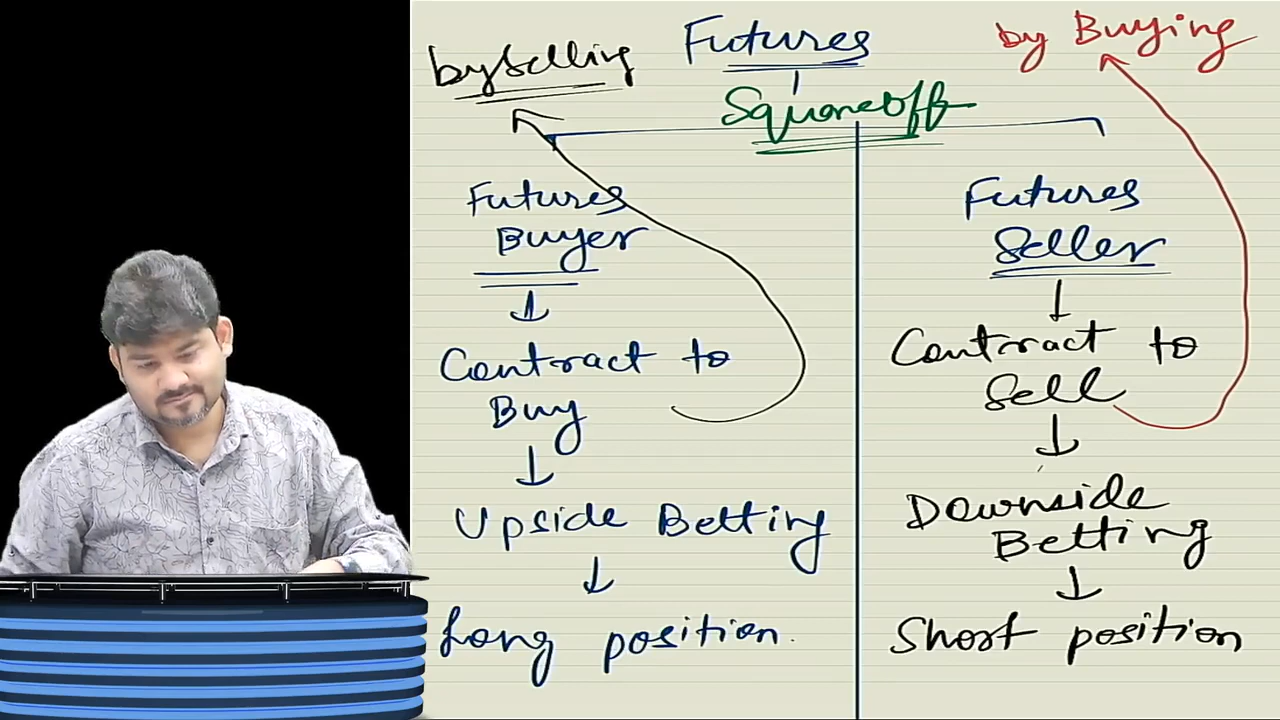 by selling
Futures
by Buying
Squareoff
Futures
Buyer
Contract to
Buy
Upside Betting
Long position.
Futures
Seller
Contract to
Sell
Downside
Betting
Short position